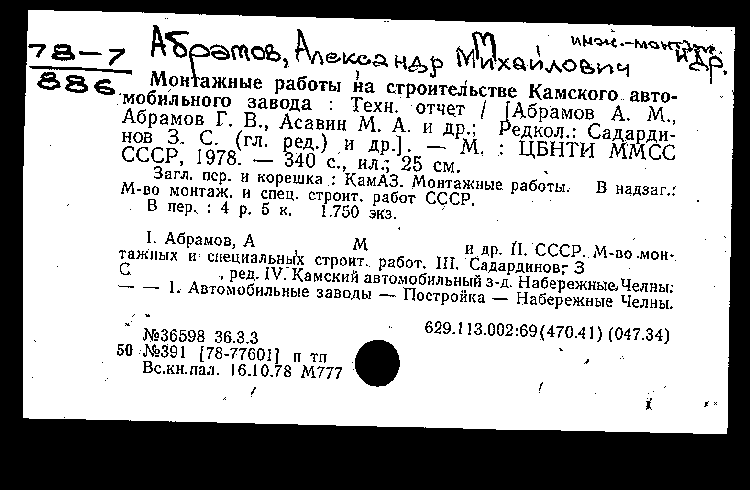 78-7
886
Абрамов, Александр Михайлович
инж.-монтаж.
и др.
Монтажные работы на строительстве Камского авто-
мобильного завода : Техн. отчет / [Абрамов А. М.,
Абрамов Г. В., Асавин М. А. и др.; Редкол.: Садарди-
нов З. С. (гл. ред.) и др.]. — М. : ЦБНТИ ММСС
СССР, 1978. — 340 с., ил.; 25 см.
Загл. пер. и корешка : КамАЗ. Монтажные работы. В надзаг.:
М-во монтаж. и спец. строит. работ СССР.
В пер. : 4 р. 5 к. 1.750 экз.
I. Абрамов, А М и др. II. СССР. М-во мон-
тажных и специальных строит. работ. III. Садардинов, З
С , ред. IV. Камский автомобильный з-д. Набережные Челны.
— — 1. Автомобильные заводы — Постройка — Набережные Челны.
629.113.002:69(470.41) (047.34)
№36598 36.3.3
50 №391 [78-77601] п тп
Вс.кн.пал. 16.10.78 М777